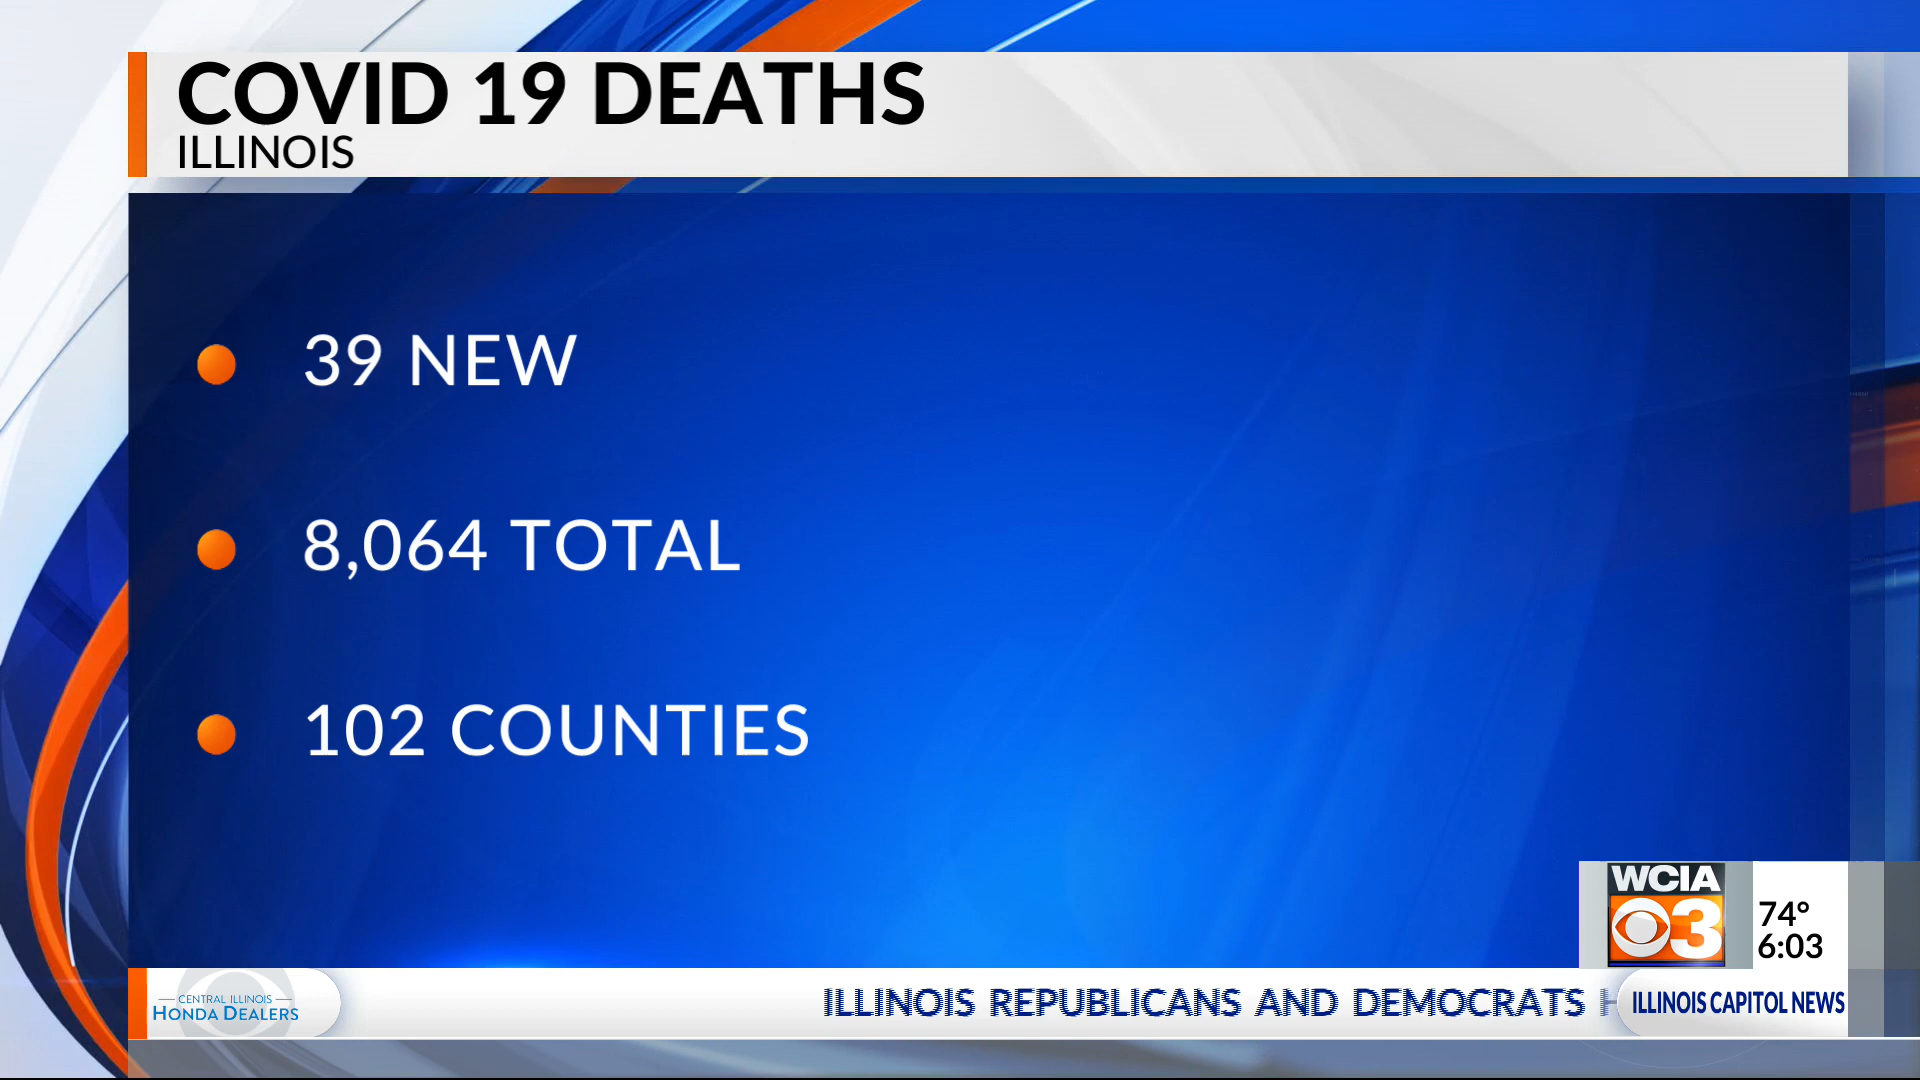 COVID 19 DEATHS
ILLINOIS
39 NEW
8,064 TOTAL
102 COUNTIES
WCIA
3
74°
6:03
CENTRAL ILLINOIS
HONDA DEALERS
ILLINOIS REPUBLICANS AND DEMOCRATS H
ILLINOIS CAPITOL NEWS